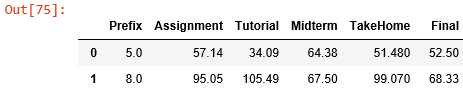 Out[75]:
Prefix Assignment Tutorial Midterm TakeHome Final
0 5.0 57.14 34.09 64.38 51.480 52.50
1 8.0 95.05 105.49 67.50 99.070 68.33